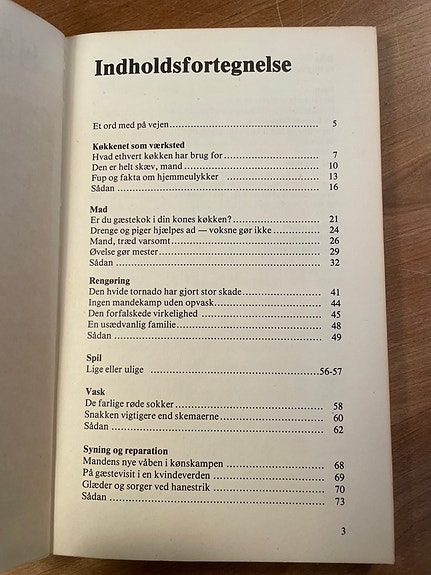 Indholdsfortegnelse
Et ord med på vejen 5
Køkkenet som værksted
Hvad ethvert køkken har brug for 7
Den er helt skæv, mand 10
Fup og fakta om hjemmeulykker 13
Sådan 16
Mad
Er du gæstekok i din kones køkken? 21
Drenge og piger hjælpes ad — voksne gør ikke 24
Mand, træd varsomt 26
Øvelse gør mester 29
Sådan 32
Rengøring
Den hvide tornado har gjort stor skade 41
Ingen mandekamp uden opvask 44
Den forfalskede virkelighed 45
En usædvanlig familie 48
Sådan 49
Spil
Lige eller ulige 56-57
Vask
De farlige røde sokker 58
Snakken vigtigere end skemaerne 60
Sådan 62
Syning og reparation
Mandens nye våben i kønskampen 68
På gæstevisit i en kvindeverden 69
Glæder og sorger ved hanestrik 70
Sådan 73
3